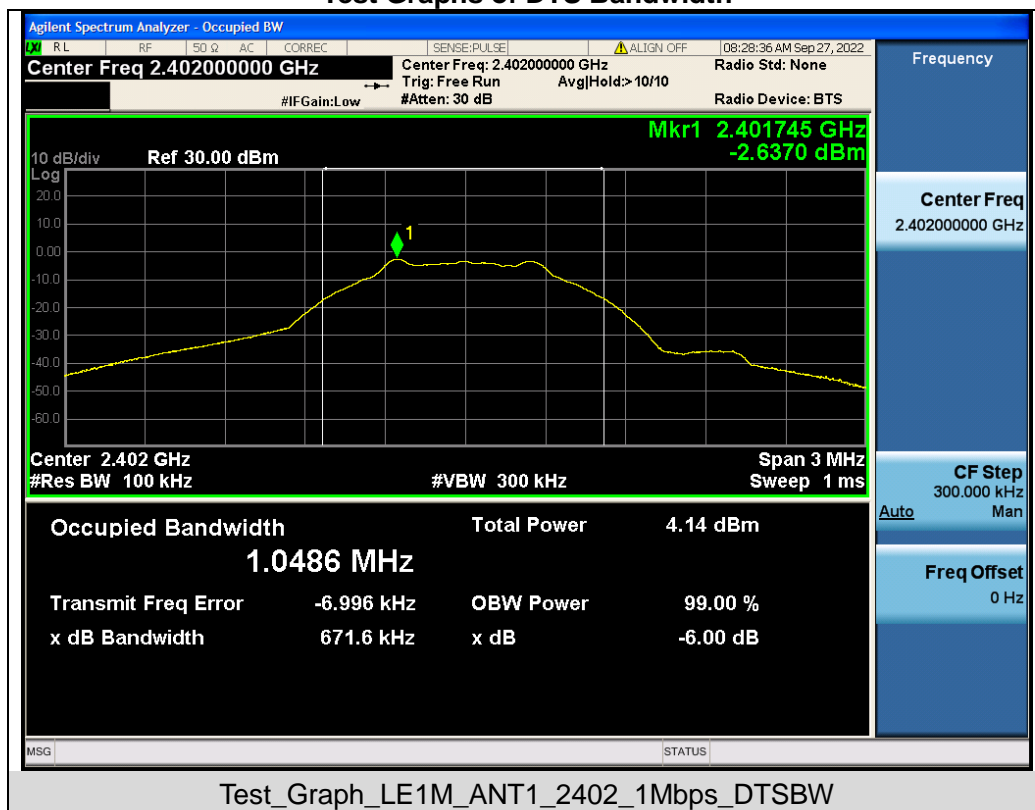 Test Graphs of DTS Bandwidth
Agilent Spectrum Analyzer - Occupied BW
LXI RL RF 50 Ω AC CORREC SENSE:PULSE ALIGN OFF 08:28:36 AM Sep 27, 2022
Center Freq 2.402000000 GHz
Center Freq: 2.402000000 GHz
Radio Std: None
Trig: Free Run Avg|Hold:> 10/10
#IFGain:Low #Atten: 30 dB Radio Device: BTS
Mkr1 2.401745 GHz
-2.6370 dBm
10 dB/div Ref 30.00 dBm
Log
20.0
10.0
0.00
-10.0
-20.0
-30.0
-40.0
-50.0
-60.0
1
Center 2.402 GHz Span 3 MHz
#Res BW 100 kHz #VBW 300 kHz Sweep 1 ms
Occupied Bandwidth Total Power 4.14 dBm
1.0486 MHz
Transmit Freq Error -6.996 kHz OBW Power 99.00 %
x dB Bandwidth 671.6 kHz x dB -6.00 dB
Frequency
Center Freq
2.402000000 GHz
CF Step
300.000 kHz
Auto Man
Freq Offset
0 Hz
MSG STATUS
Test_Graph_LE1M_ANT1_2402_1Mbps_DTSBW